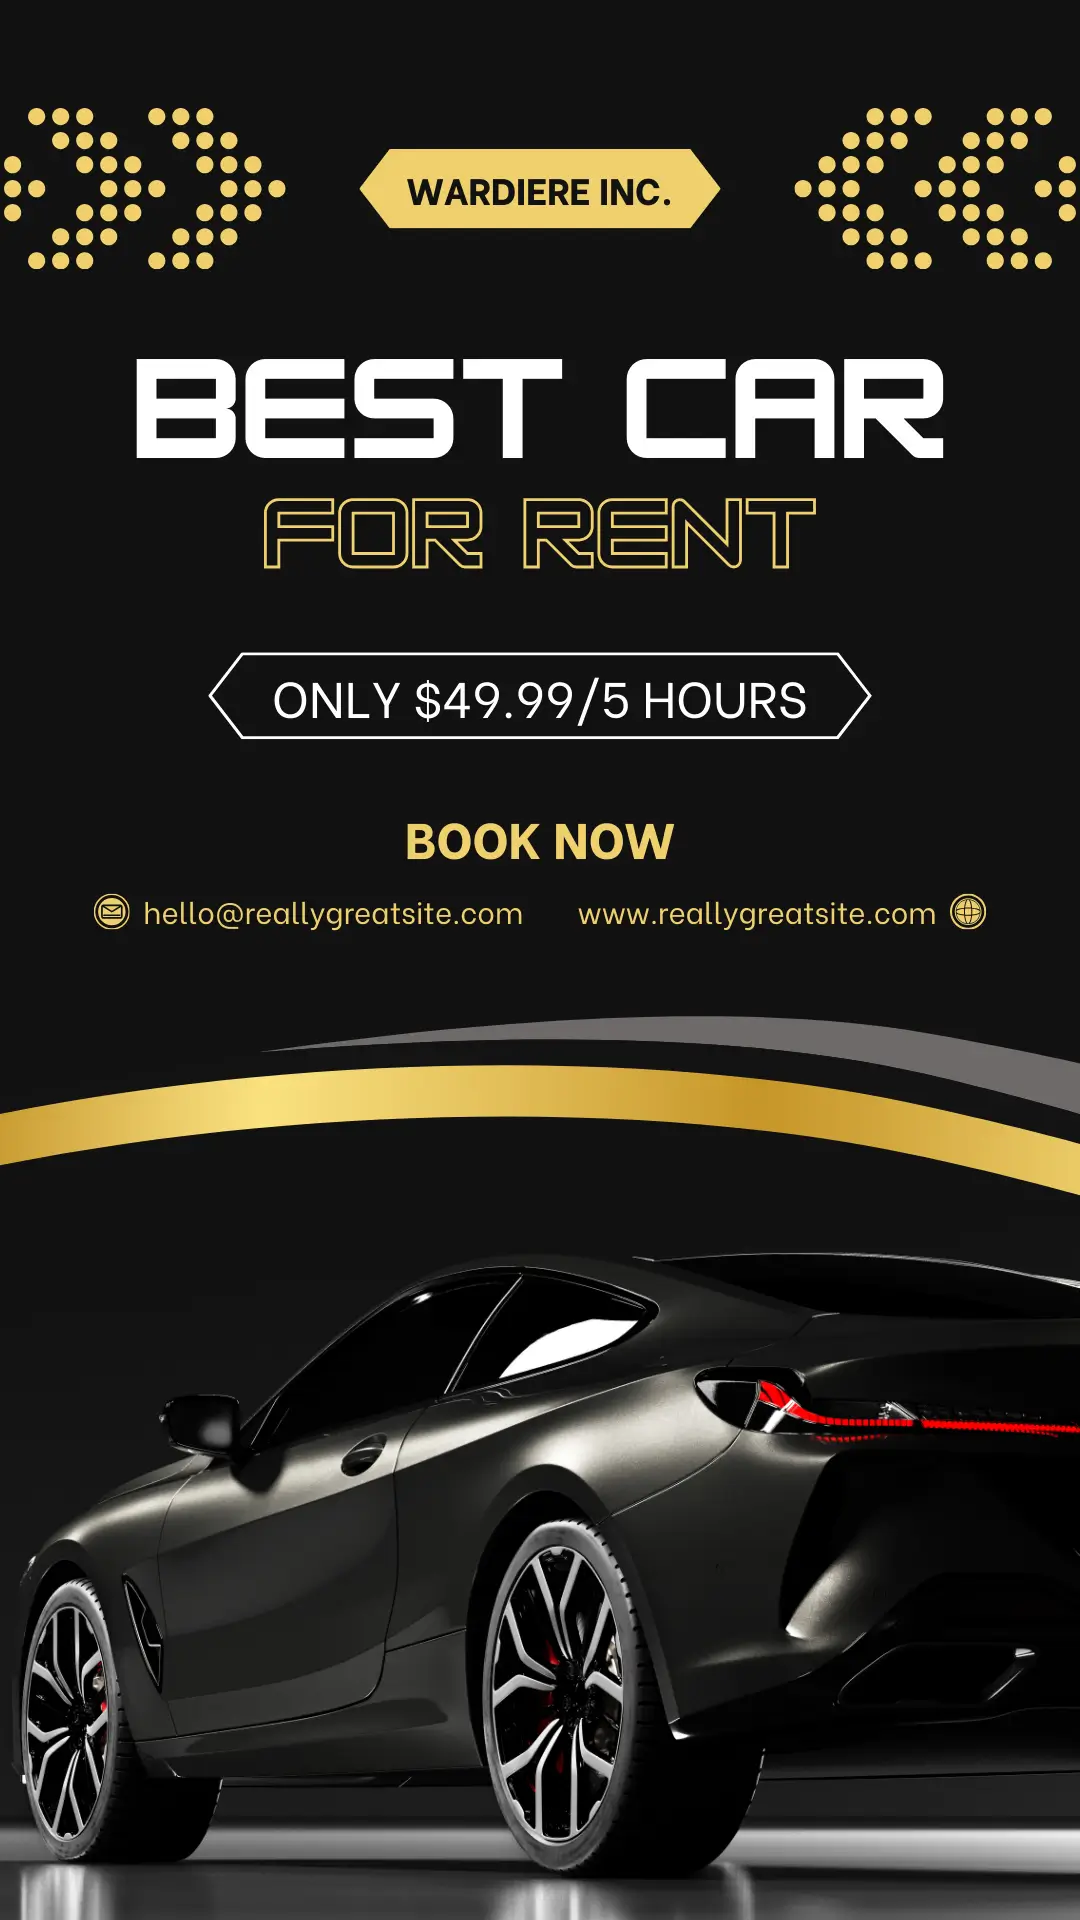 WARDIERE INC.
BEST CAR
FOR RENT
ONLY $49.99/5 HOURS
BOOK NOW
hello@reallygreatsite.com www.reallygreatsite.com